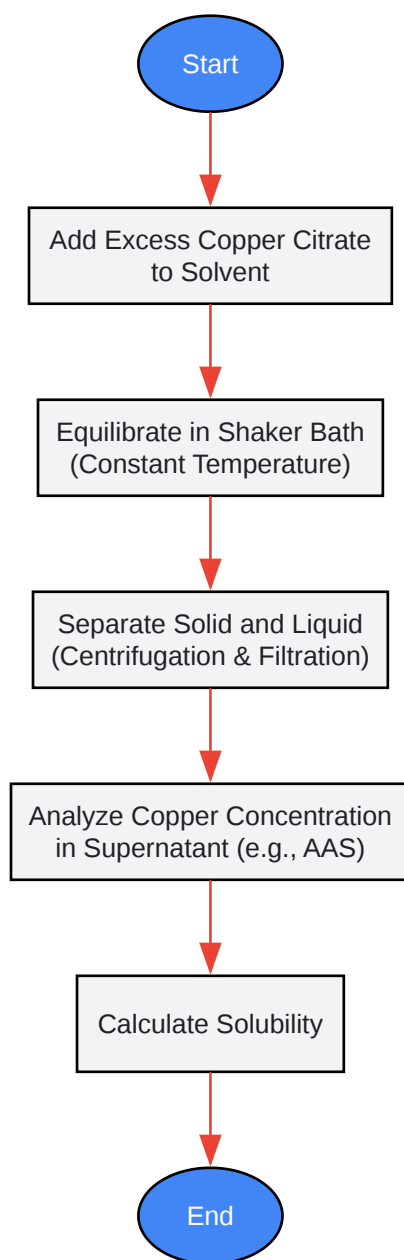 Start
Add Excess Copper Citrate
to Solvent
Equilibrate in Shaker Bath
(Constant Temperature)
Separate Solid and Liquid
(Centrifugation & Filtration)
Analyze Copper Concentration
in Supernatant (e.g., AAS)
Calculate Solubility
End